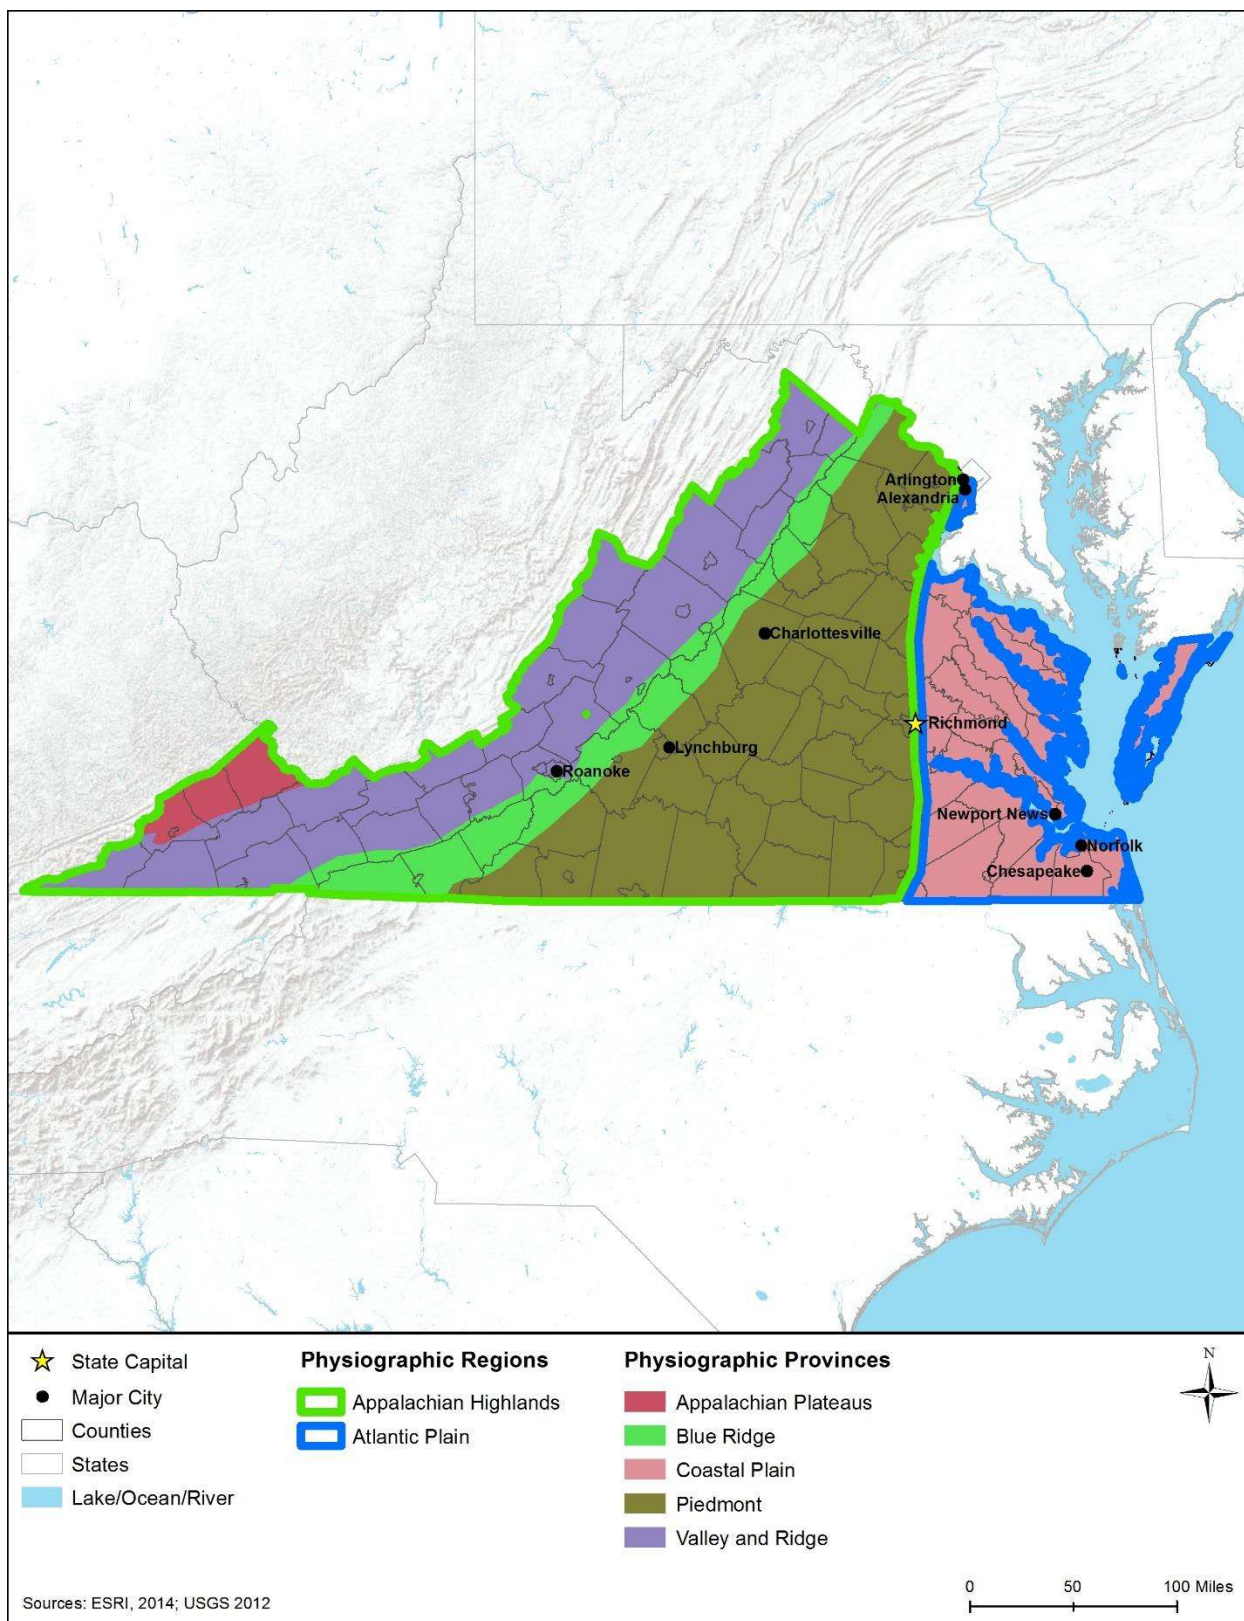 Arlington
Alexandria
Charlottesville
Richmond
Lynchburg
Roanoke
Newport News
Norfolk
Chesapeake
State Capital
Major City
Counties
States
Lake/Ocean/River
Physiographic Regions
Appalachian Highlands
Atlantic Plain
Physiographic Provinces
Appalachian Plateaus
Blue Ridge
Coastal Plain
Piedmont
Valley and Ridge
N
0 50 100 Miles
Sources: ESRI, 2014; USGS 2012